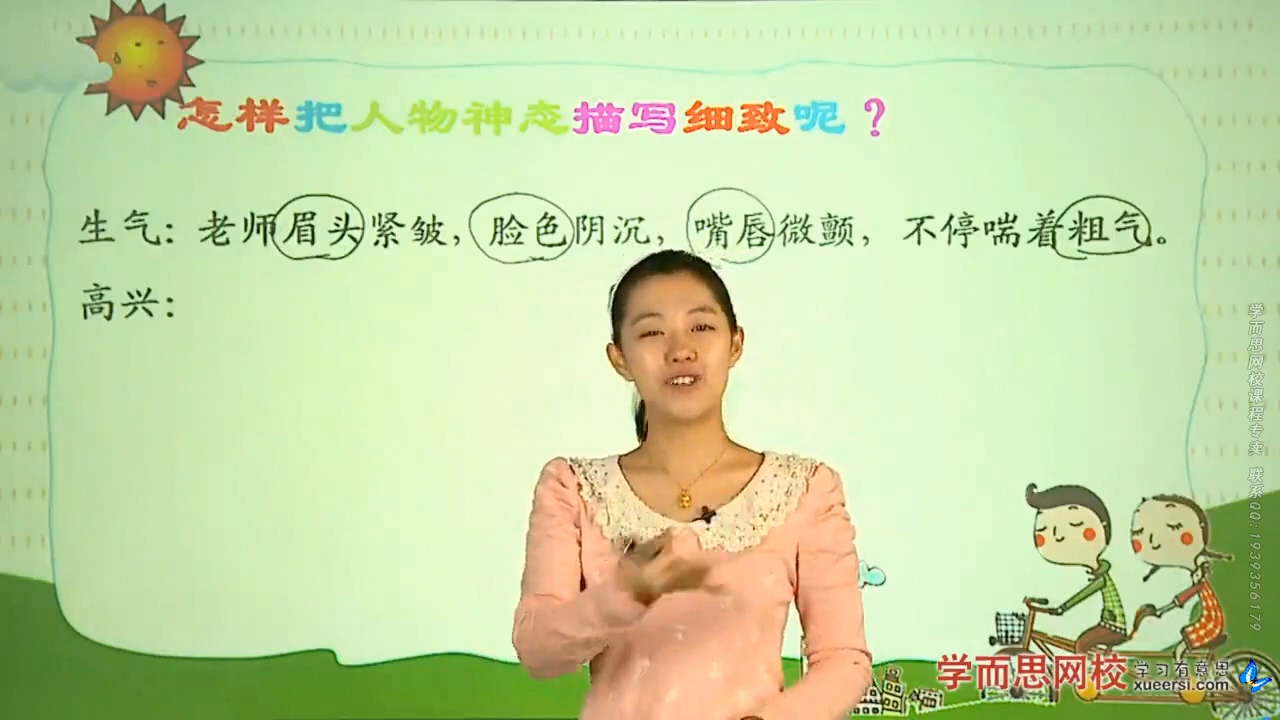 怎样把人物神态描写细致呢？
生气：老师眉头紧皱，脸色阴沉，嘴唇微颤，不停喘着粗气。
高兴：
学而思网校课程专卖 联系QQ：1939356179
学而思网校
学习有意思
xueersi.com